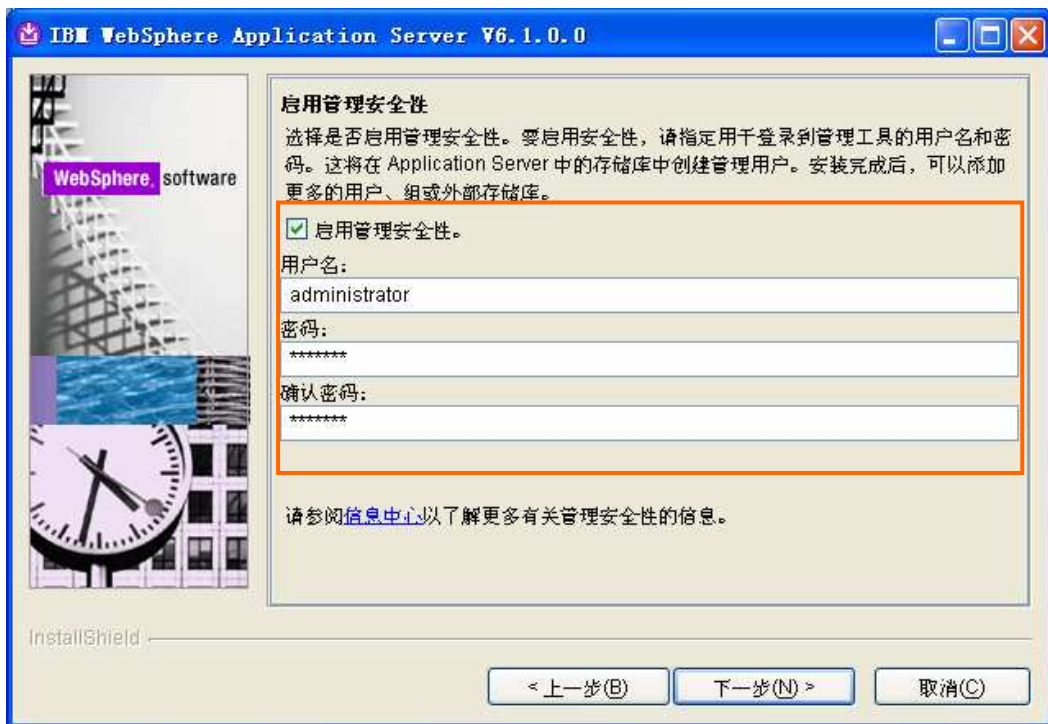 IBM WebSphere Application Server V6.1.0.0
WebSphere. software
启用管理安全性
选择是否启用管理安全性。要启用安全性，请指定用于登录到管理工具的用户名和密
码。这将在 Application Server 中的存储库中创建管理用户。安装完成后，可以添加
更多的用户、组或外部存储库。
启用管理安全性。
用户名：
administrator
密码：
*******
确认密码：
*******
请参阅信息中心以了解更多有关管理安全性的信息。
InstallShield
< 上一步(B)
下一步(N) >
取消(C)